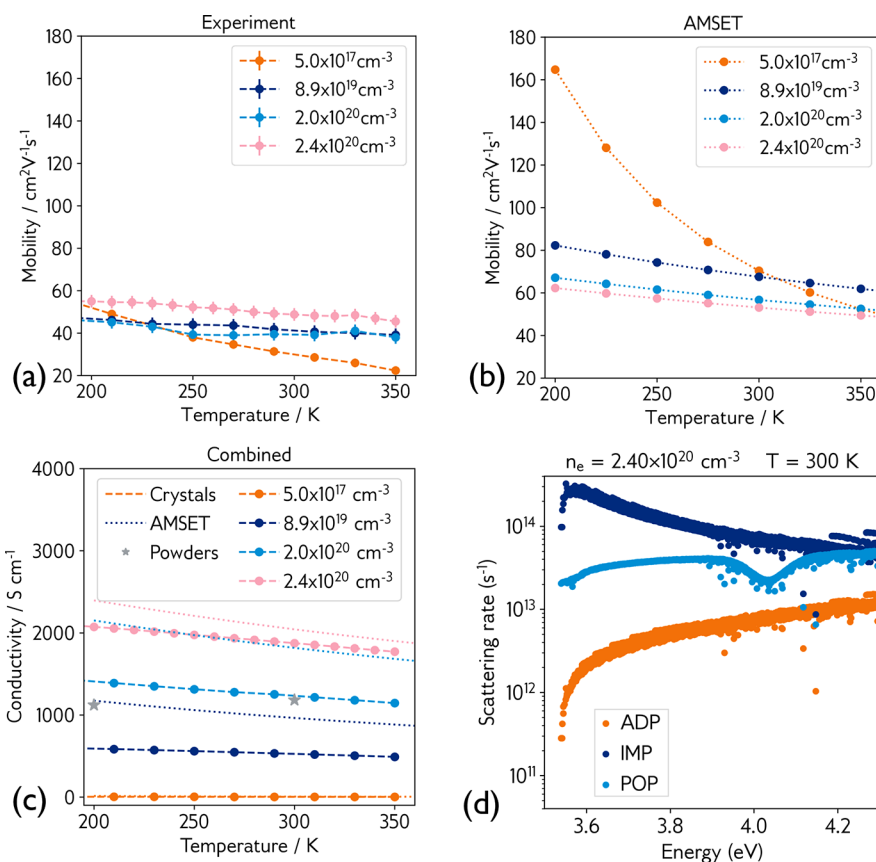 Experiment
180
160
140
120
100
80
60
40
20
Mobility / cm²V⁻¹s⁻¹
5.0x10¹⁷cm⁻³
8.9x10¹⁹cm⁻³
2.0x10²⁰cm⁻³
2.4x10²⁰cm⁻³
200 250 300 350
Temperature / K
(a)
AMSET
180
160
140
120
100
80
60
40
20
Mobility / cm²V⁻¹s⁻¹
5.0x10¹⁷cm⁻³
8.9x10¹⁹cm⁻³
2.0x10²⁰cm⁻³
2.4x10²⁰cm⁻³
200 250 300 350
Temperature / K
(b)
Combined
4000
3000
2000
1000
0
Conductivity / S cm⁻¹
Crystals
AMSET
Powders
5.0x10¹⁷ cm⁻³
8.9x10¹⁹ cm⁻³
2.0x10²⁰ cm⁻³
2.4x10²⁰ cm⁻³
200 250 300 350
Temperature / K
(c)
nₑ = 2.40×10²⁰ cm⁻³ T = 300 K
10¹⁴
10¹³
10¹²
10¹¹
Scattering rate (s⁻¹)
ADP
IMP
POP
3.6 3.8 4.0 4.2
Energy (eV)
(d)